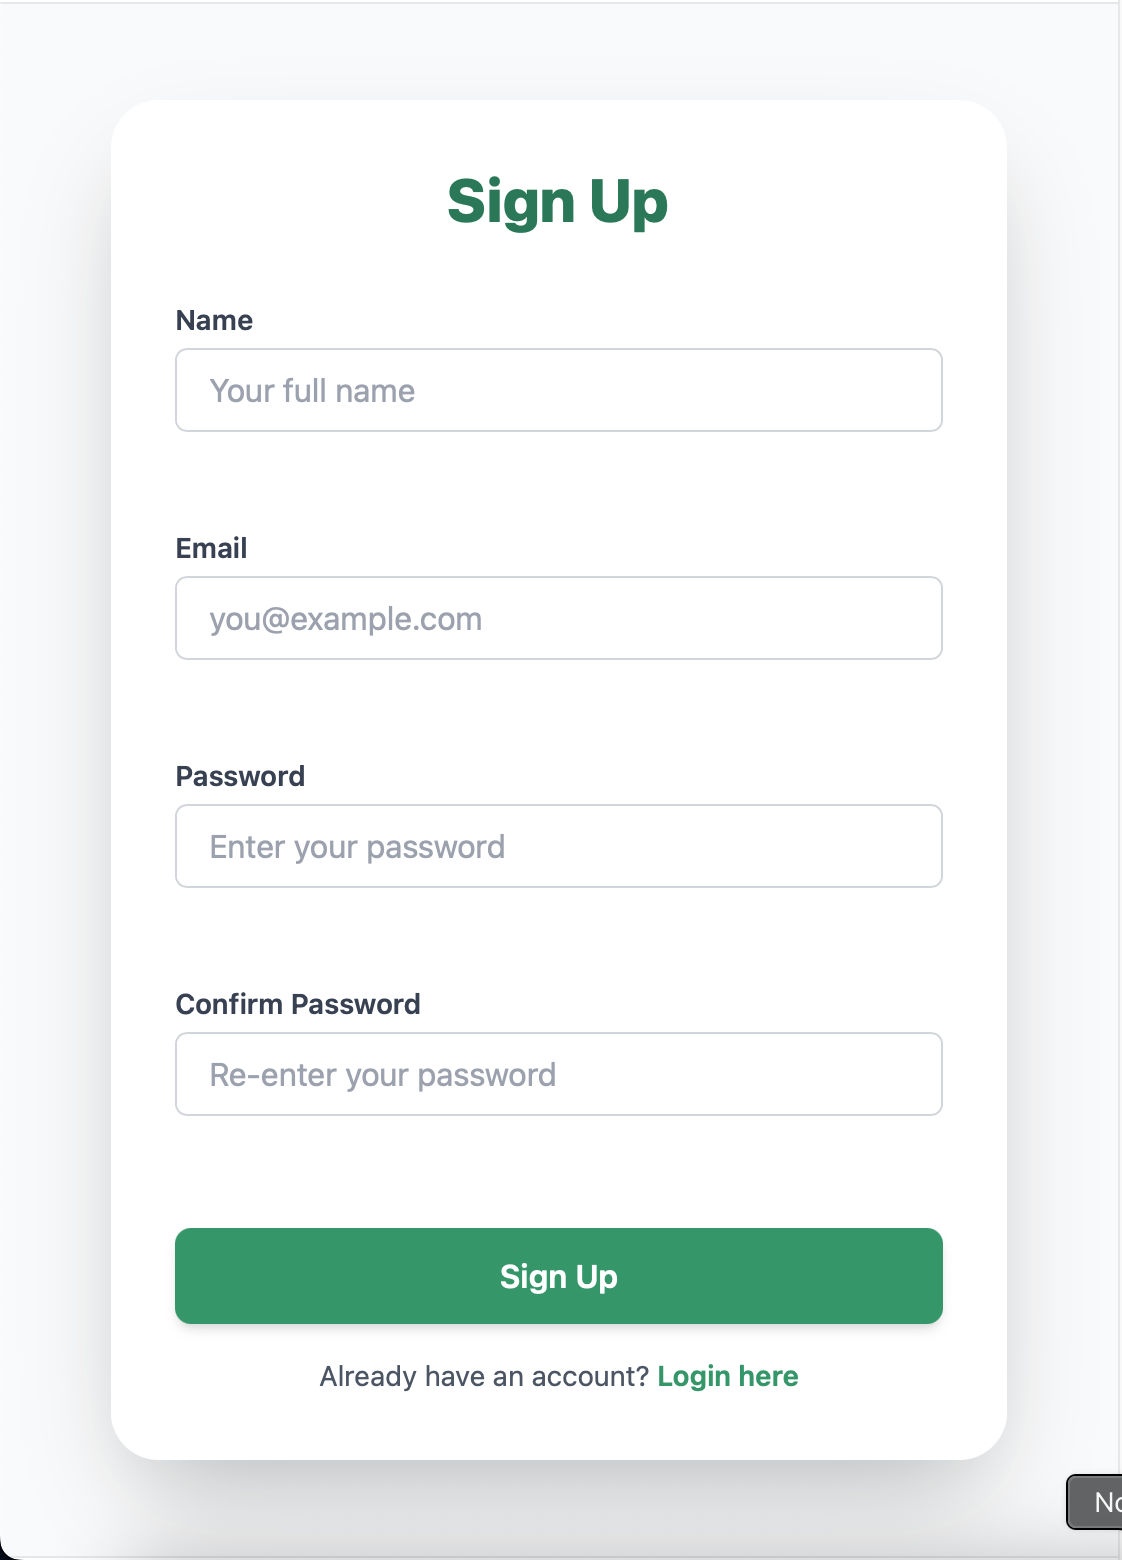 Sign Up
Name
Your full name
Email
you@example.com
Password
Enter your password
Confirm Password
Re-enter your password
Sign Up
Already have an account? Login here